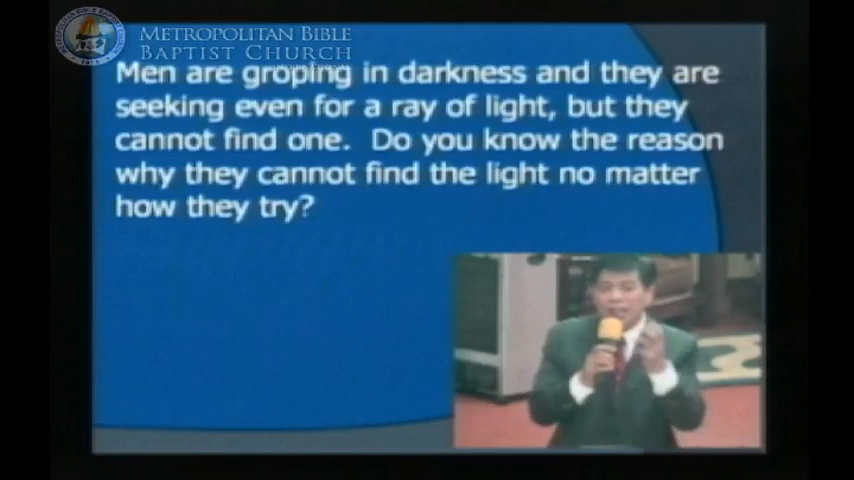 METROPOLITAN BIBLE
BAPTIST CHURCH
Men are groping in darkness and they are
seeking even for a ray of light, but they
cannot find one. Do you know the reason
why they cannot find the light no matter
how they try?